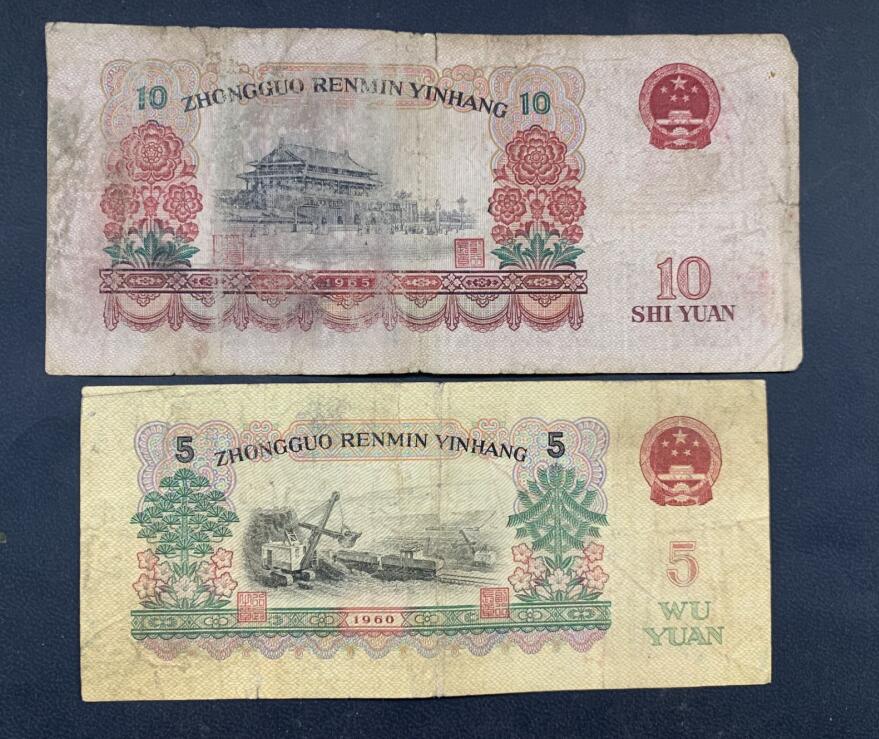 10 ZHONGGUO RENMIN YINHANG 10
1965
10
SHI YUAN
5 ZHONGGUO RENMIN YINHANG 5
1960
5
WU
YUAN